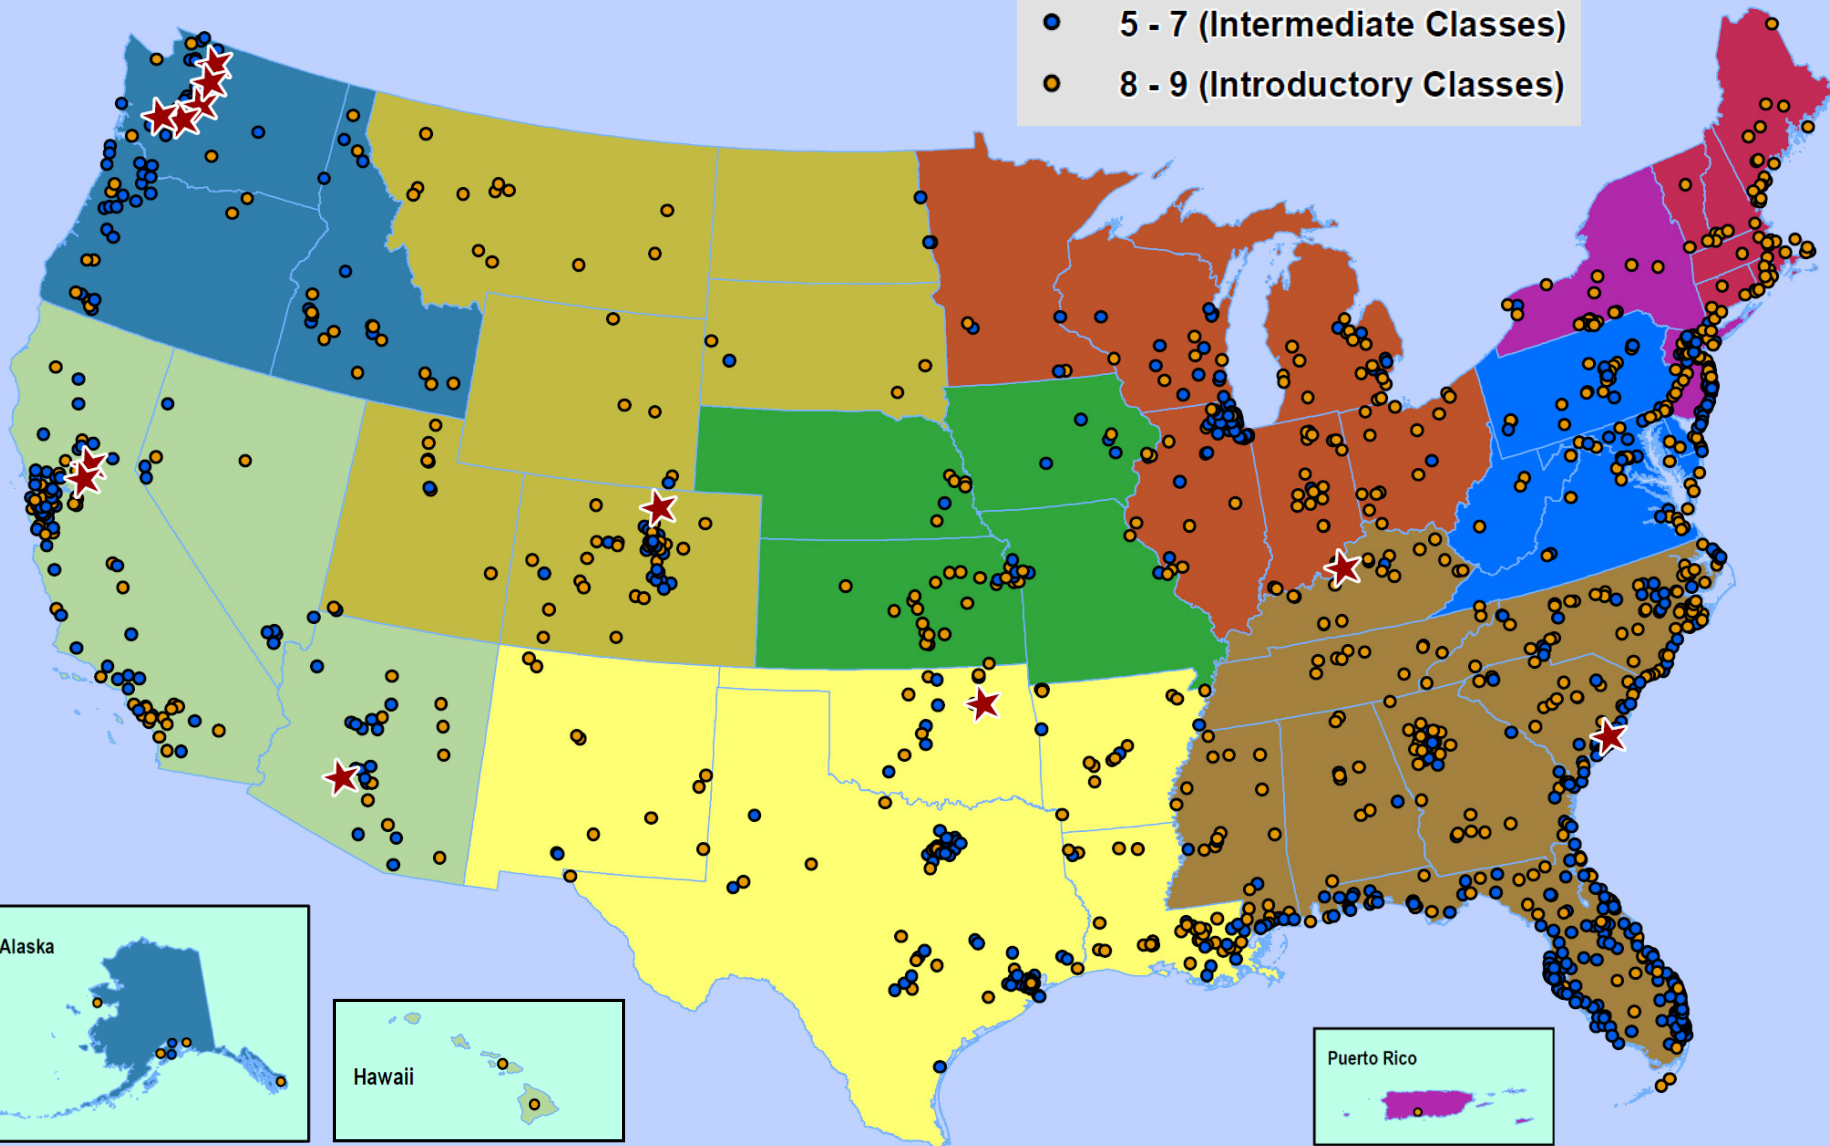 5 - 7 (Intermediate Classes)
8 - 9 (Introductory Classes)
Alaska
Hawaii
Puerto Rico